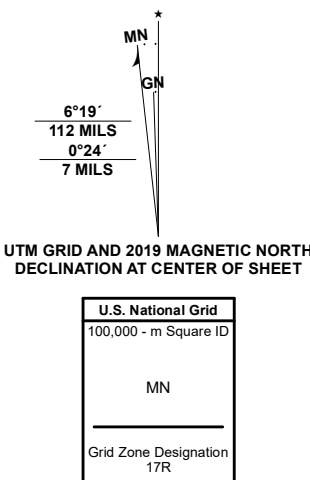 ★
MN
GN
6°19´
112 MILS
0°24´
7 MILS
UTM GRID AND 2019 MAGNETIC NORTH
DECLINATION AT CENTER OF SHEET
U.S. National Grid
100,000 - m Square ID
MN
Grid Zone Designation
17R